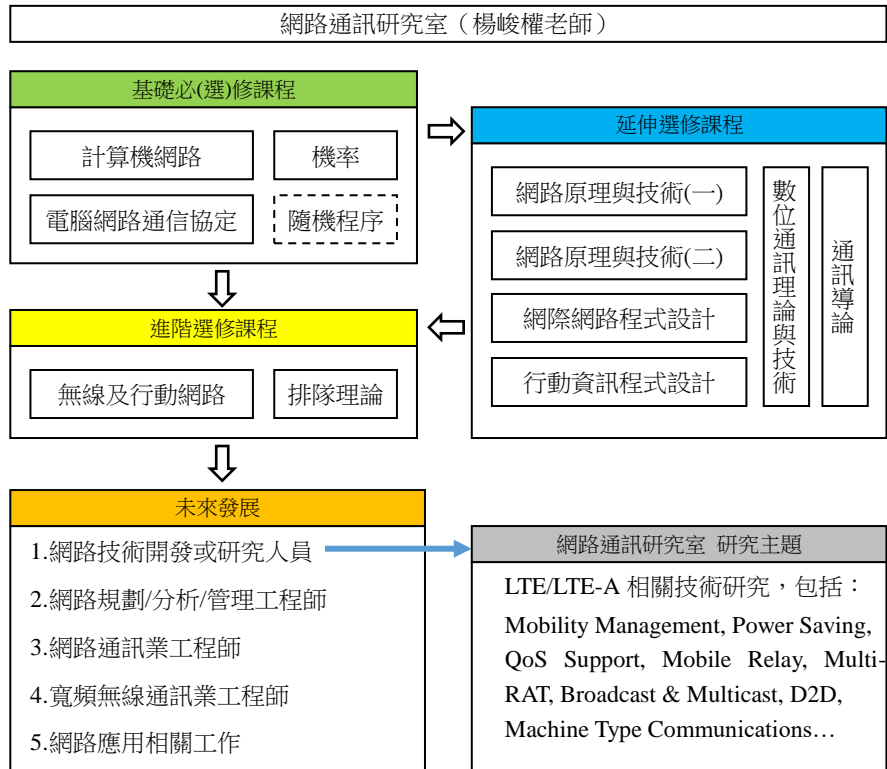 網路通訊研究室（楊峻權老師）
基礎必(選)修課程
計算機網路
機率
電腦網路通信協定
隨機程序
延伸選修課程
網路原理與技術(一)
網路原理與技術(二)
網際網路程式設計
行動資訊程式設計
數位通訊理論與技術
通訊導論
進階選修課程
無線及行動網路
排隊理論
未來發展
1.網路技術開發或研究人員
2.網路規劃/分析/管理工程師
3.網路通訊業工程師
4.寬頻無線通訊業工程師
5.網路應用相關工作
網路通訊研究室 研究主題
LTE/LTE-A 相關技術研究，包括：
Mobility Management, Power Saving,
QoS Support, Mobile Relay, Multi-
RAT, Broadcast & Multicast, D2D,
Machine Type Communications…